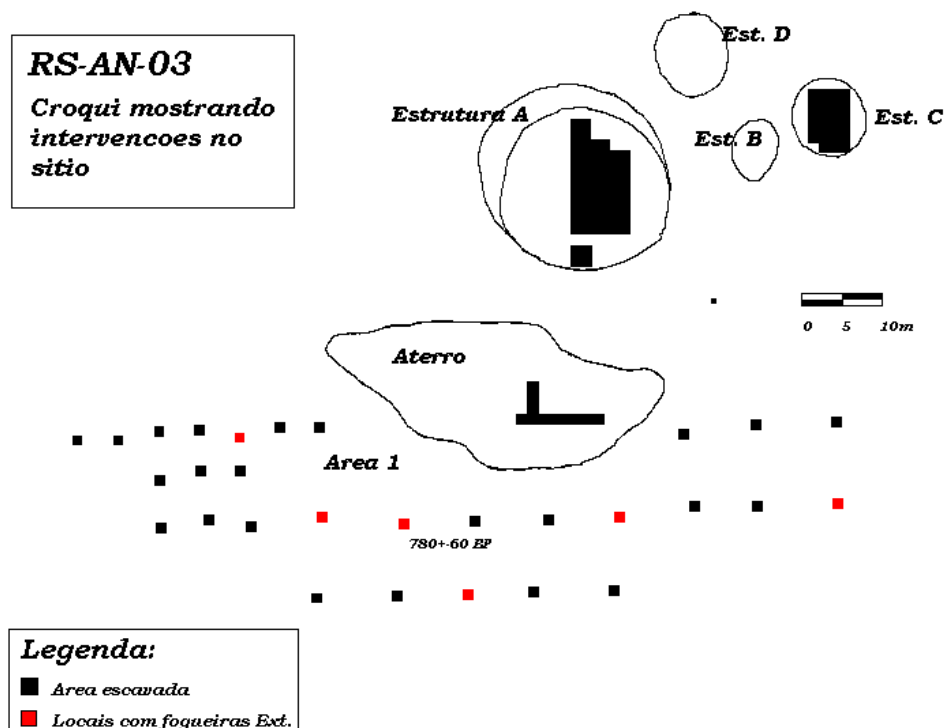 RS-AN-03
Croqui mostrando
intervencoes no
sitio
Est. D
Estrutura A
Est. C
Est. B
0 5 10m
Aterro
Area 1
780+-60 BP
Legenda:
Area escavada
Locais com fogueiras Ext.